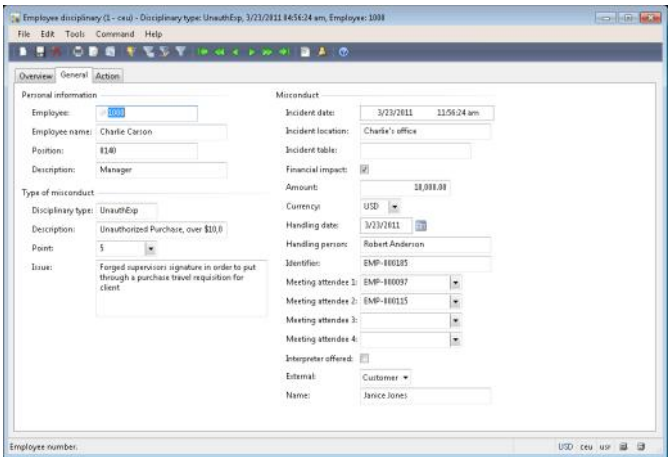 Employee disciplinary (1 - ceu) - Disciplinary type: UnauthExp, 3/23/2011 04:56:24 am, Employee: 1000
File Edit Tools Command Help
Overview General Action
Personal information
Employee: 1000
Employee name: Charlie Carson
Position: 8140
Description: Manager
Type of misconduct
Disciplinary type: UnauthExp
Description: Unauthorized Purchase, over $10,0
Point: 5
Issue: Forged supervisors signature in order to put
through a purchase travel requisition for
client
Misconduct
Incident date: 3/23/2011 11:56:24 am
Incident location: Charlie's office
Incident table:
Financial impact:
Amount: 10,000.00
Currency: USD
Handling date: 3/23/2011
Handling person: Robert Anderson
Identifier: EMP-000105
Meeting attendee 1: EMP-000097
Meeting attendee 2: EMP-000115
Meeting attendee 3:
Meeting attendee 4:
Interpreter offered:
External: Customer
Name: Janice Jones
Employee number.
USD ceu usr